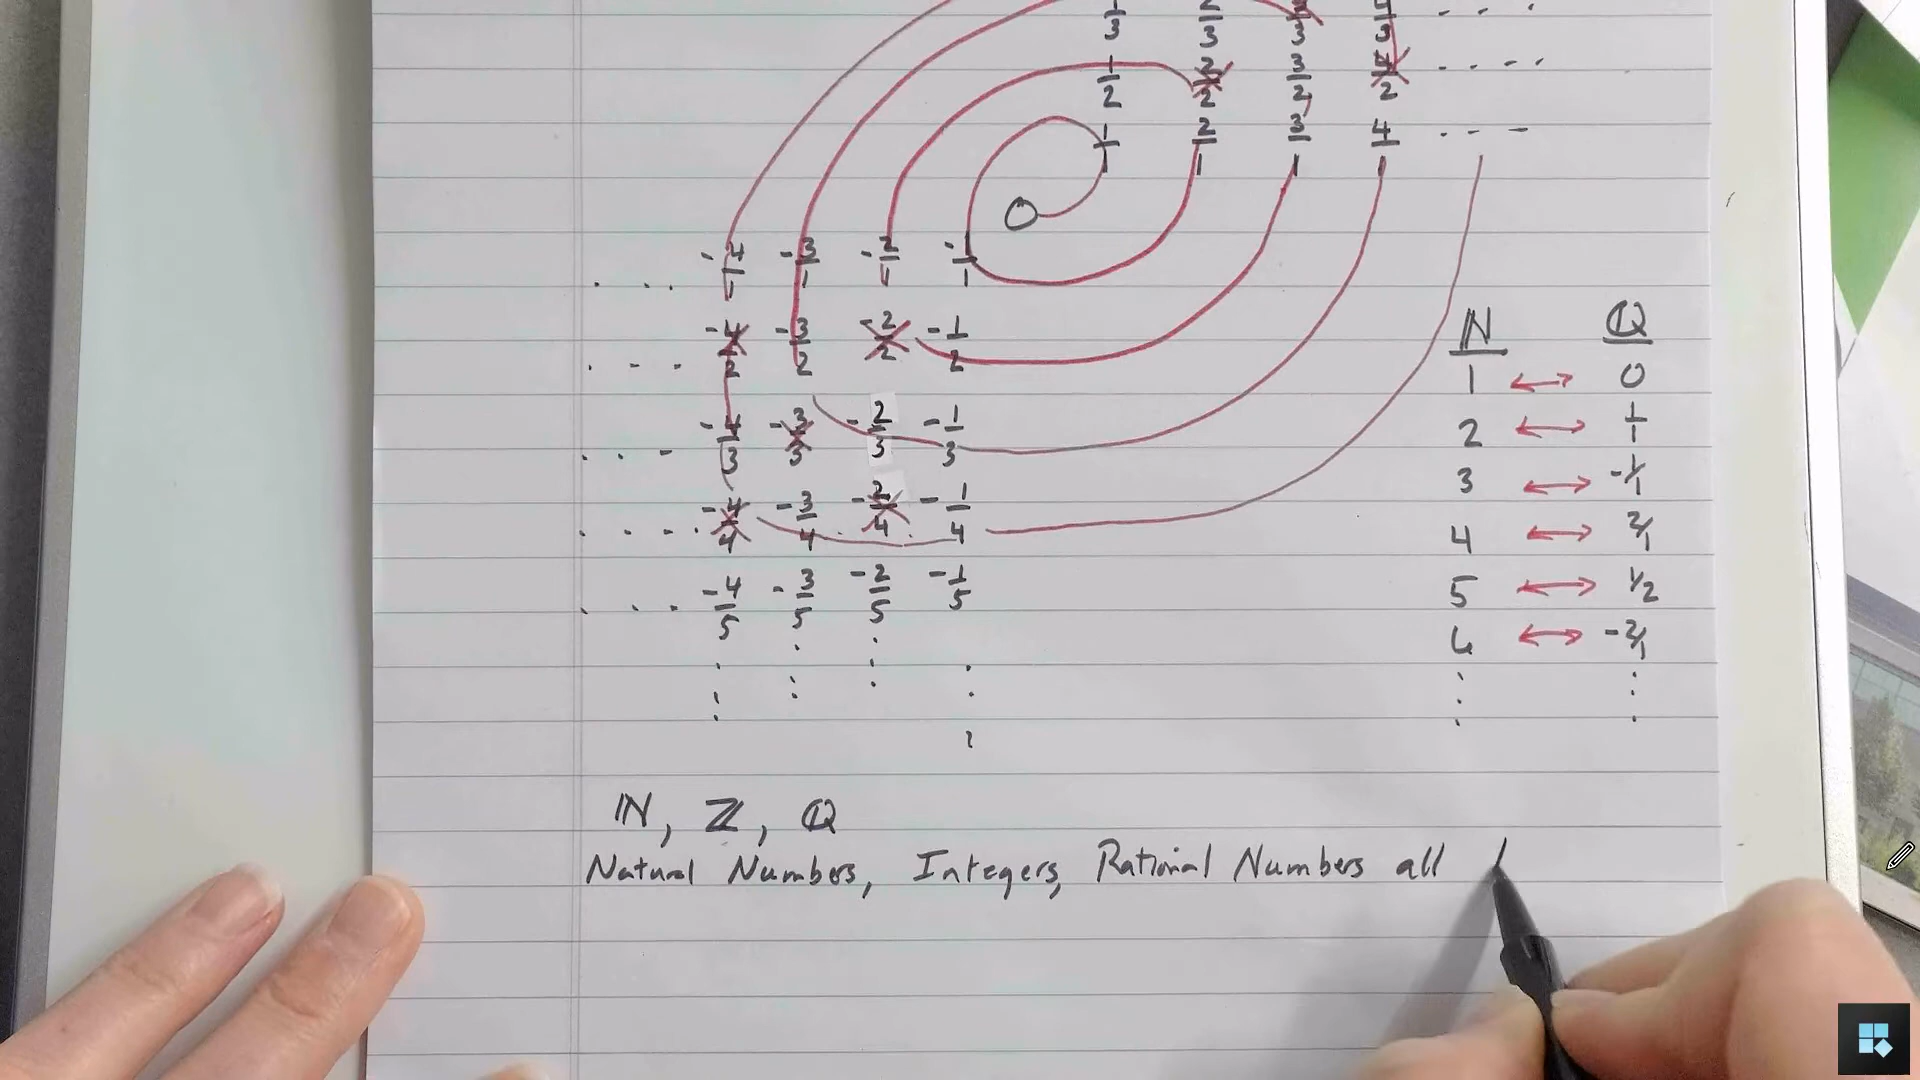 1/3 2/3 3/3 4/3 . . .
1/2 2/2 3/2 4/2 . . . .
1/1 2/1 3/1 4/1 . - - -
0
. . . -4/1 -3/1 -2/1 -1/1
. - - -4/2 -3/2 -2/2 -1/2
. . - -4/3 -3/3 -2/3 -1/3
. . . . -4/4 -3/4 -2/4 -1/4
. . . -4/5 -3/5 -2/5 -1/5
ℕ ℚ
1 ↔ 0
2 ↔ 1/1
3 ↔ -1/1
4 ↔ 2/1
5 ↔ 1/2
6 ↔ -2/1
ℕ, ℤ, ℚ
Natural Numbers, Integers, Rational Numbers all